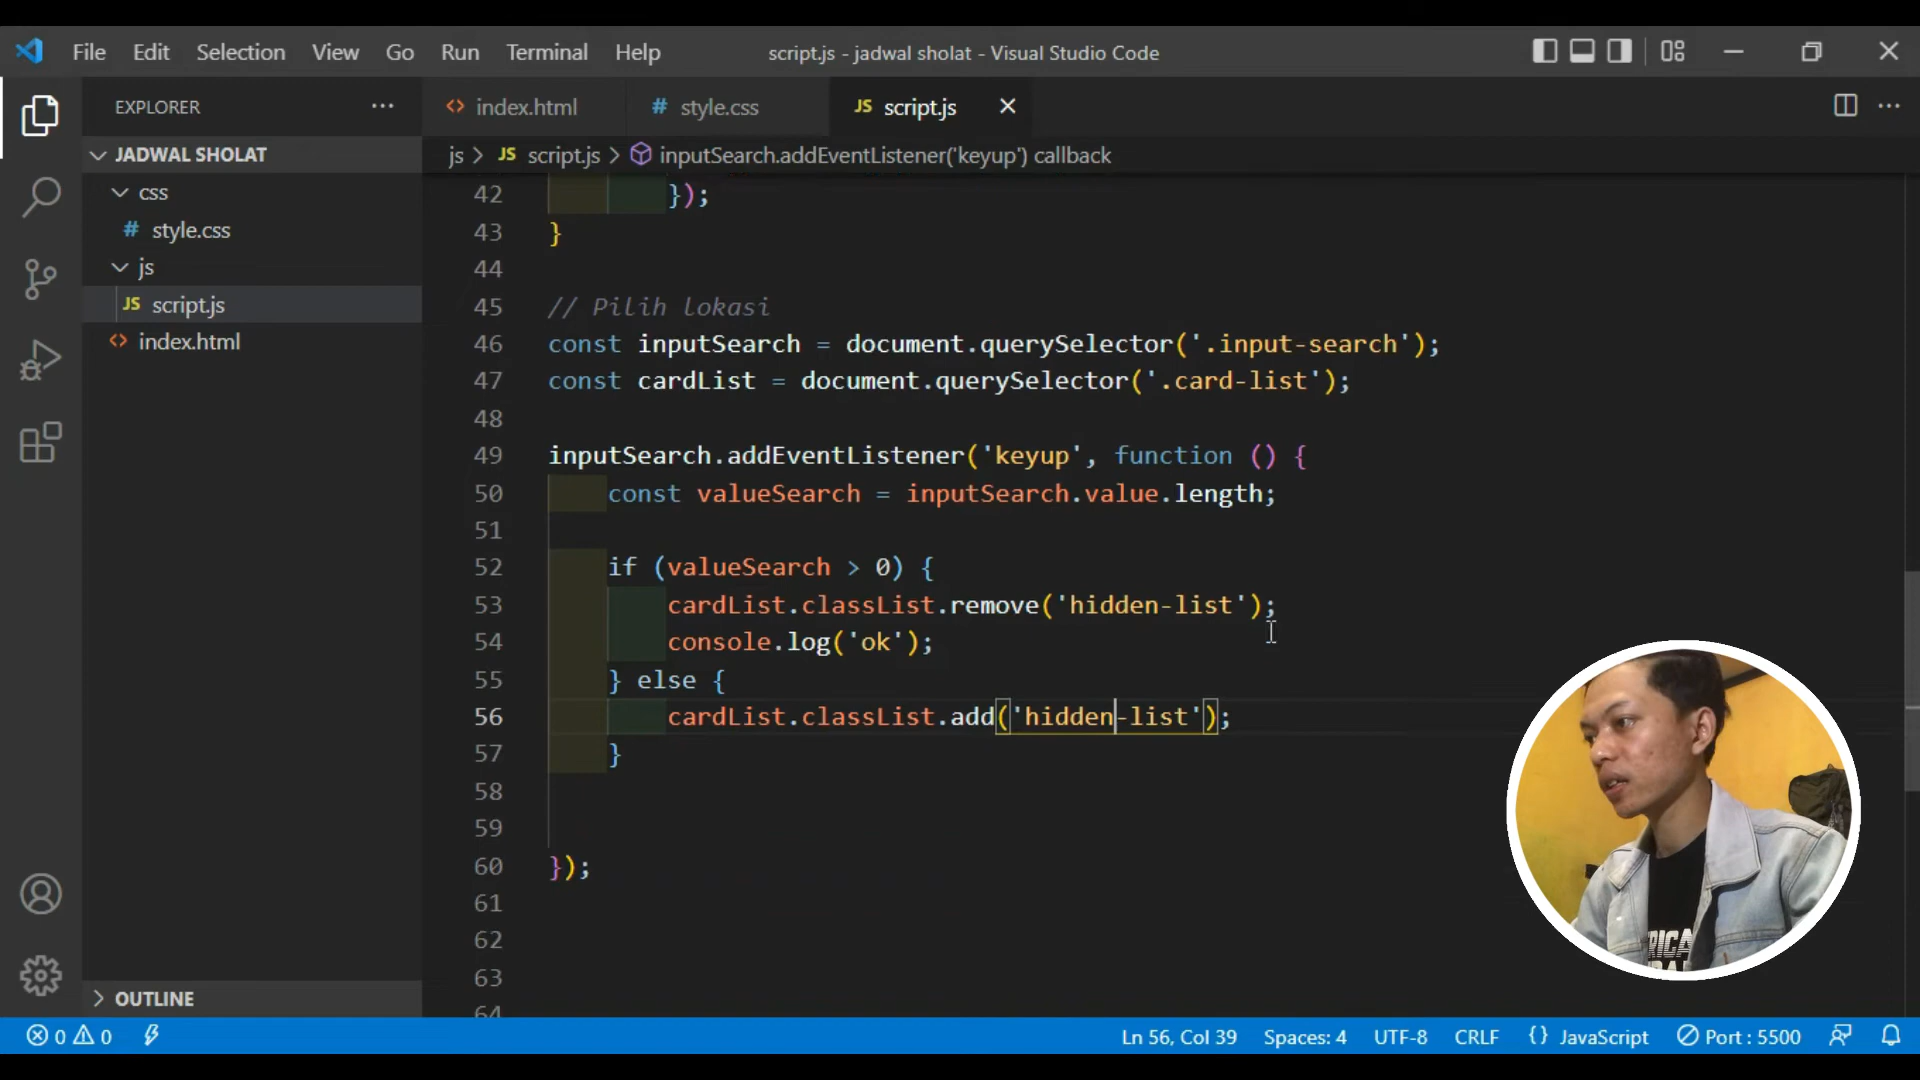 File Edit Selection View Go Run Terminal Help script.js - jadwal sholat - Visual Studio Code
EXPLORER ... <> index.html # style.css JS script.js
JADWAL SHOLAT
js > JS script.js > inputSearch.addEventListener('keyup') callback
css
# style.css
js
JS script.js
<> index.html
OUTLINE
42 });
43 }
44
45 // Pilih lokasi
46 const inputSearch = document.querySelector('.input-search');
47 const cardList = document.querySelector('.card-list');
48
49 inputSearch.addEventListener('keyup', function () {
50 const valueSearch = inputSearch.value.length;
51
52 if (valueSearch > 0) {
53 cardList.classList.remove('hidden-list');
54 console.log('ok');
55 } else {
56 cardList.classList.add('hidden-list');
57 }
58
59
60 });
61
62
63
64
0 0 Ln 56, Col 39 Spaces: 4 UTF-8 CRLF {} JavaScript Port : 5500